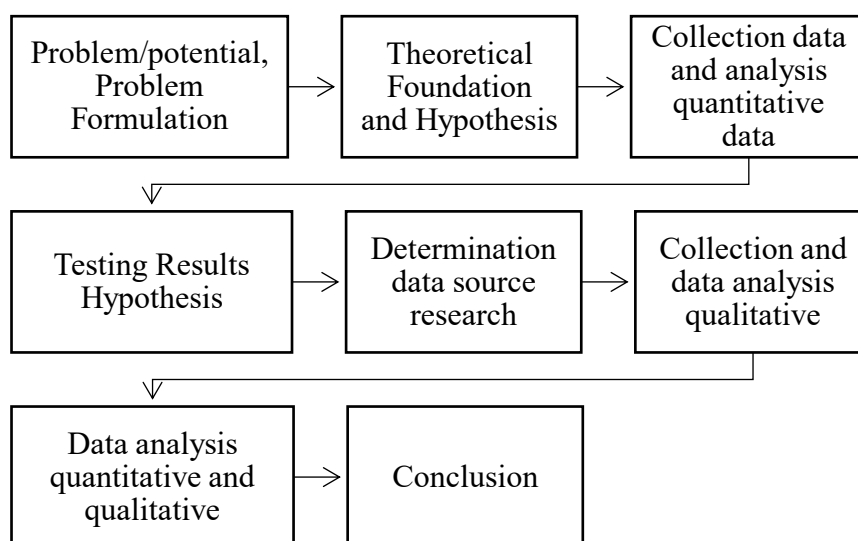 Problem/potential,
Problem
Formulation
Theoretical
Foundation
and Hypothesis
Collection data
and analysis
quantitative
data
Testing Results
Hypothesis
Determination
data source
research
Collection and
data analysis
qualitative
Data analysis
quantitative and
qualitative
Conclusion